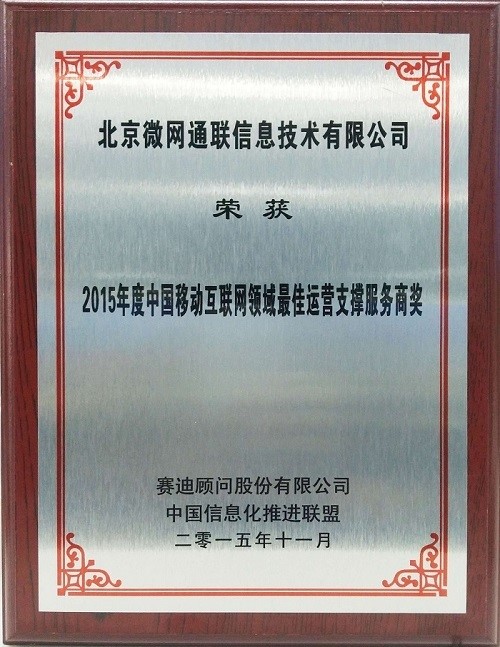 北京微网通联信息技术有限公司
荣获
2015年度中国移动互联网领域最佳运营支撑服务商奖
赛迪顾问股份有限公司
中国信息化推进联盟
二零一五年十一月